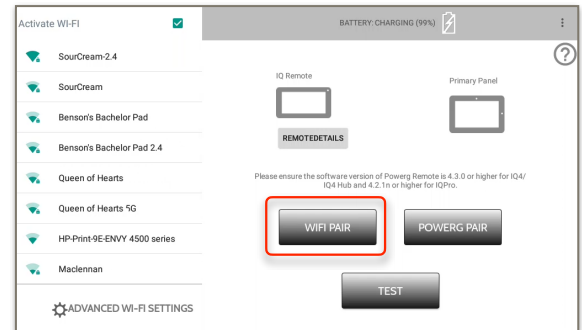 Activate WI-FI
SourCream-2.4
SourCream
Benson's Bachelor Pad
Benson's Bachelor Pad 2.4
Queen of Hearts
Queen of Hearts 5G
HP-Print-9E-ENVY 4500 series
Maclennan
ADVANCED WI-FI SETTINGS
BATTERY: CHARGING (99%)
?
IQ Remote
Primary Panel
REMOTEDETAILS
Please ensure the software version of Powerg Remote is 4.3.0 or higher for IQ4/
IQ4 Hub and 4.2.1n or higher for IQPro.
WIFI PAIR
POWERG PAIR
TEST